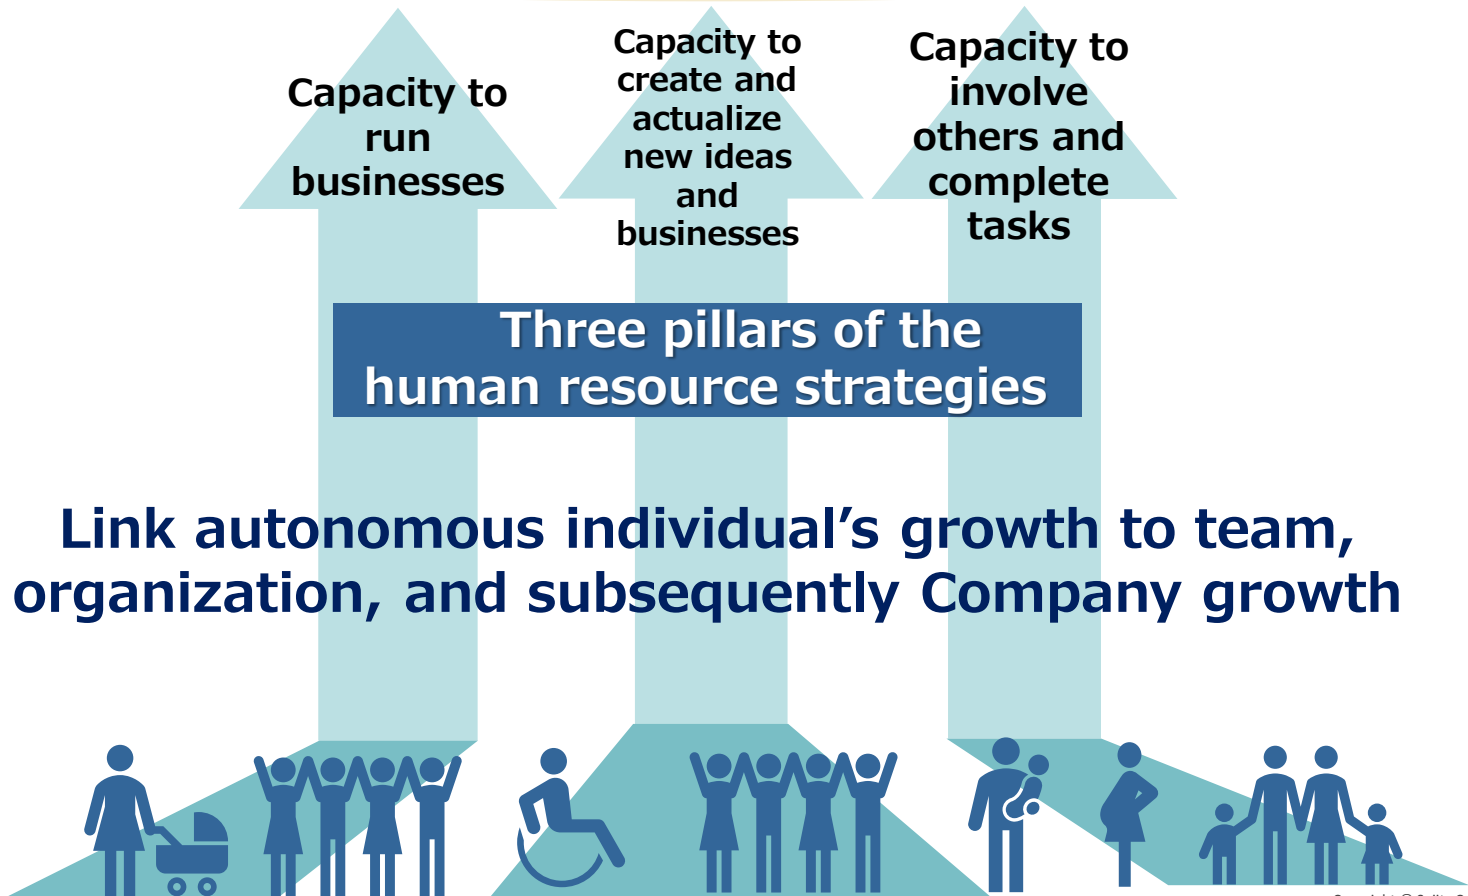 Capacity to
run
businesses
Capacity to
create and
actualize
new ideas
and
businesses
Capacity to
involve
others and
complete
tasks
Three pillars of the
human resource strategies
Link autonomous individual’s growth to team,
organization, and subsequently Company growth